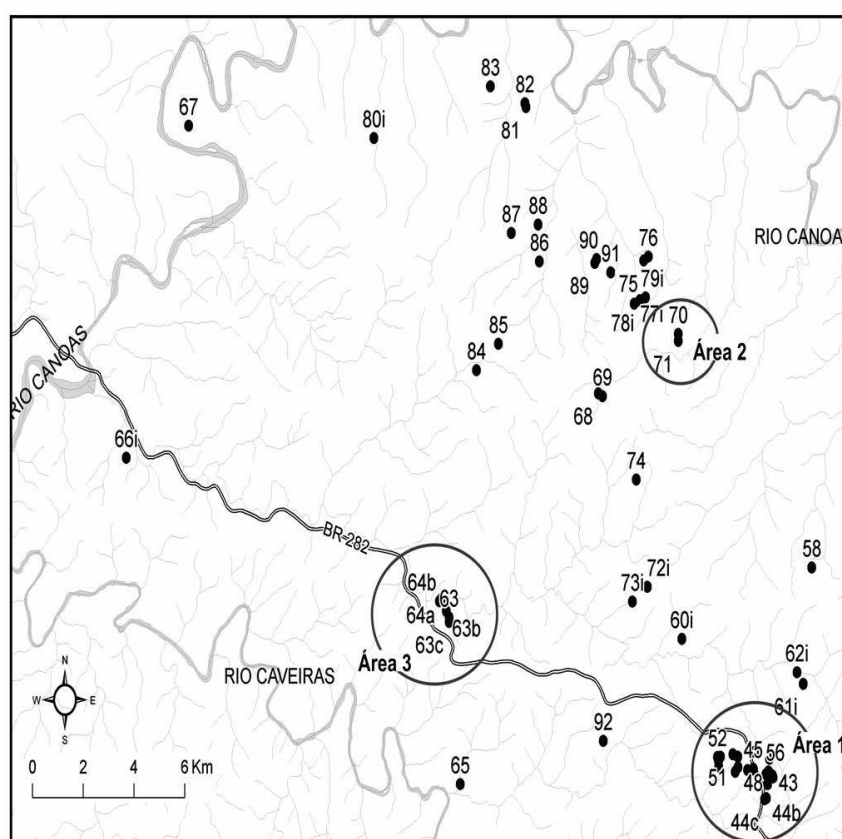 83
82
67
80i
81
88
87
RIO CANOA
90
76
86
91
89
75
79i
77i
70
78i
85
71
Área 2
84
RIO CANOAS
69
68
66i
74
BR-282
58
64b
63
72i
73i
64a
63b
60i
63c
Área 3
RIO CAVEIRAS
62i
61i
N
W E
S
92
Área 1
52
45
56
65
51
48
43
44b
44c
0 2 4 6 Km